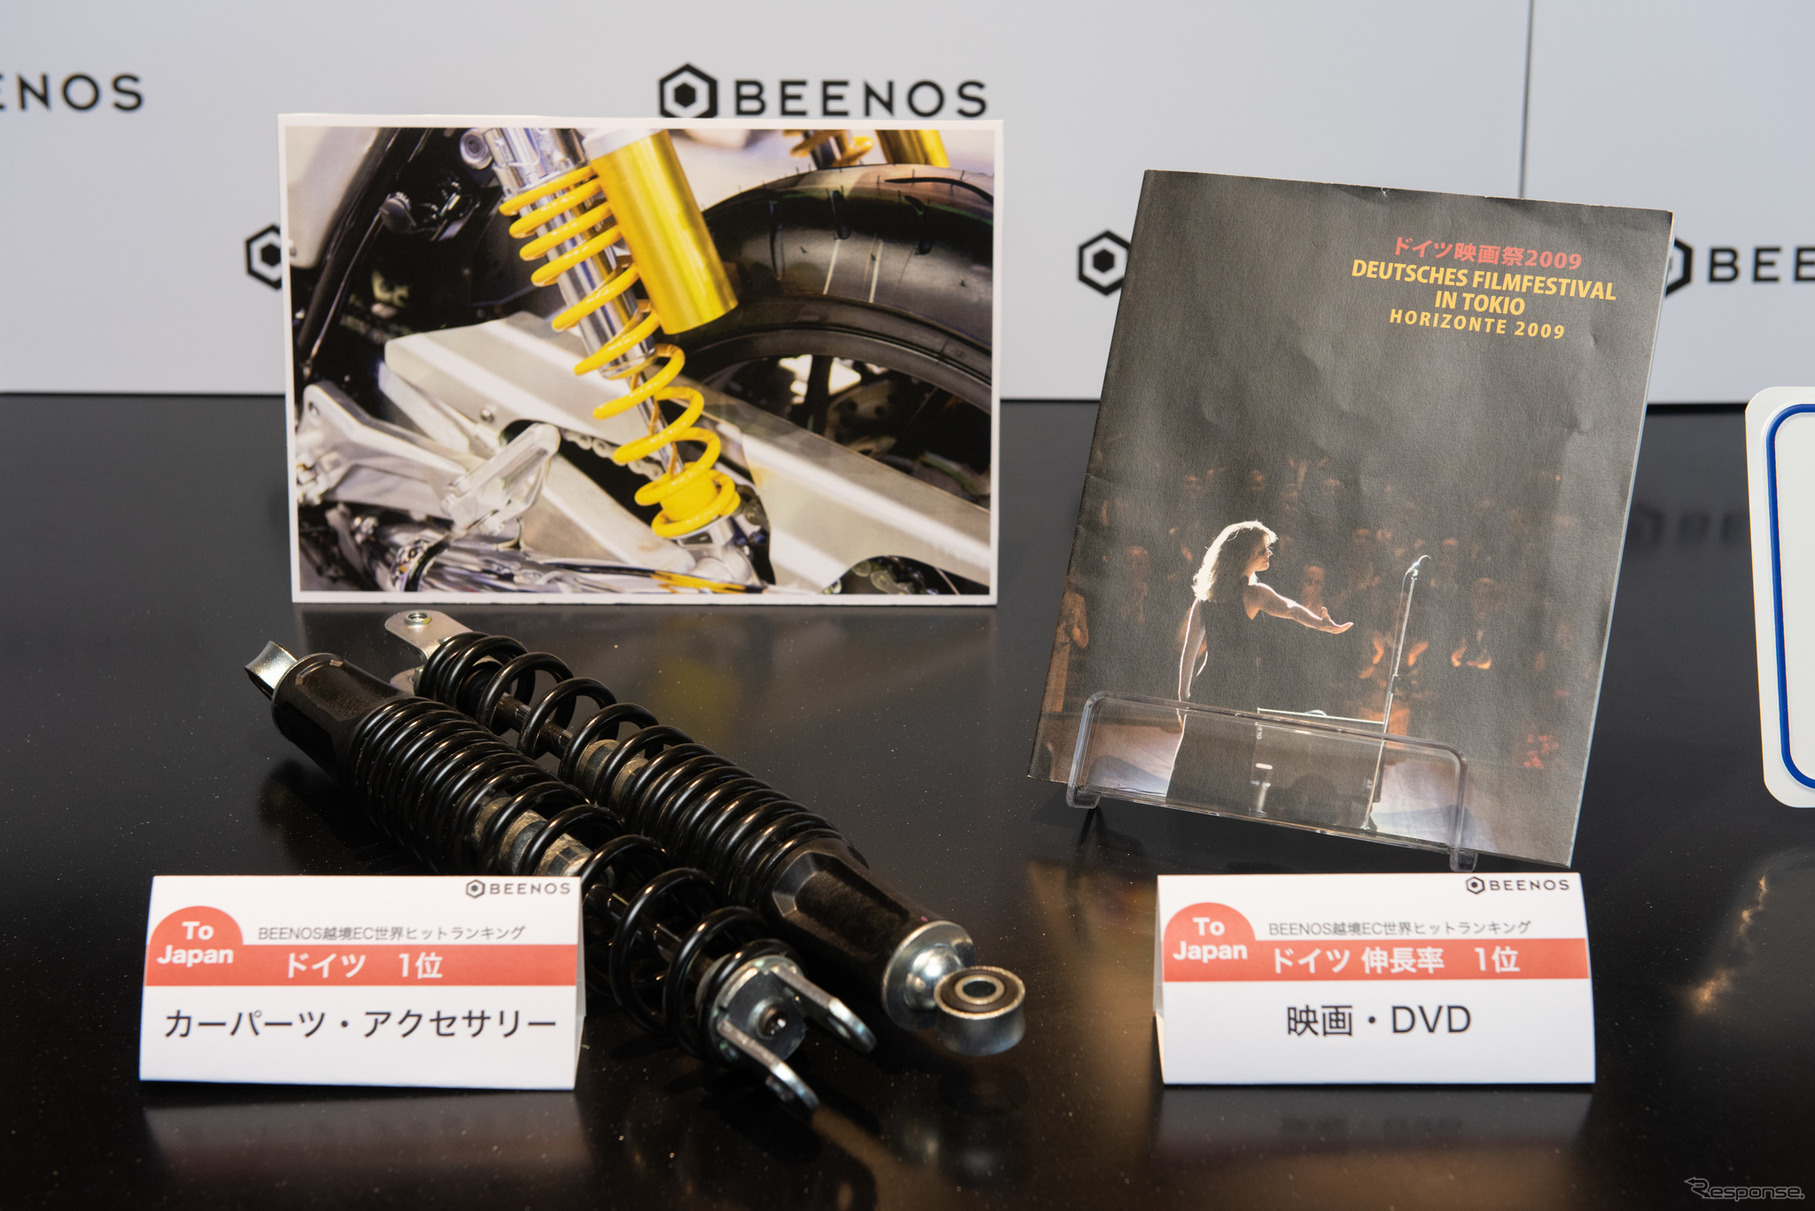 ENOS
BEENOS
BEE
ドイツ映画祭2009
DEUTSCHES FILMFESTIVAL
IN TOKIO
HORIZONTE 2009
BEENOS
To
Japan
BEENOS越境EC世界ヒットランキング
ドイツ 1位
カーパーツ・アクセサリー
BEENOS
To
Japan
BEENOS越境EC世界ヒットランキング
ドイツ 伸長率 1位
映画・DVD
Response.